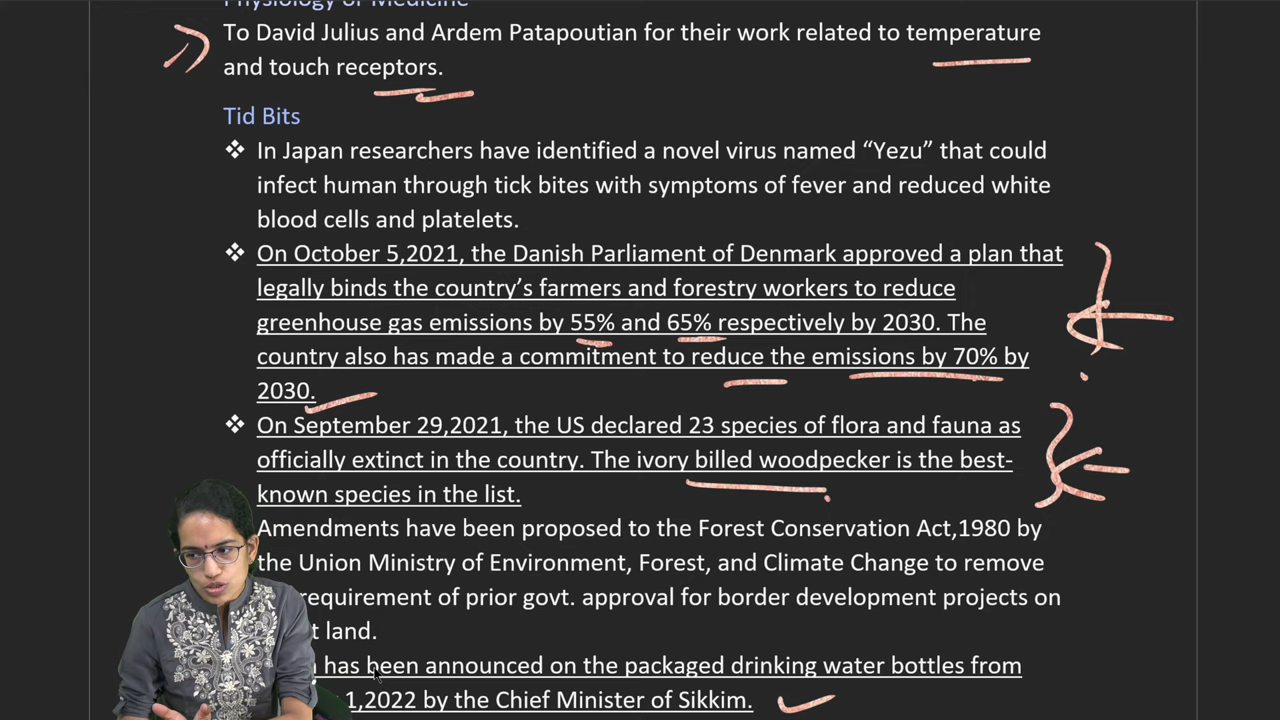 Physiology or Medicine
To David Julius and Ardem Patapoutian for their work related to temperature
and touch receptors.
Tid Bits
❖ In Japan researchers have identified a novel virus named “Yezu” that could
infect human through tick bites with symptoms of fever and reduced white
blood cells and platelets.
❖ On October 5,2021, the Danish Parliament of Denmark approved a plan that
legally binds the country’s farmers and forestry workers to reduce
greenhouse gas emissions by 55% and 65% respectively by 2030. The
country also has made a commitment to reduce the emissions by 70% by
2030.
❖ On September 29,2021, the US declared 23 species of flora and fauna as
officially extinct in the country. The ivory billed woodpecker is the best-
known species in the list.
Amendments have been proposed to the Forest Conservation Act,1980 by
the Union Ministry of Environment, Forest, and Climate Change to remove
requirement of prior govt. approval for border development projects on
land.
has been announced on the packaged drinking water bottles from
1,2022 by the Chief Minister of Sikkim.